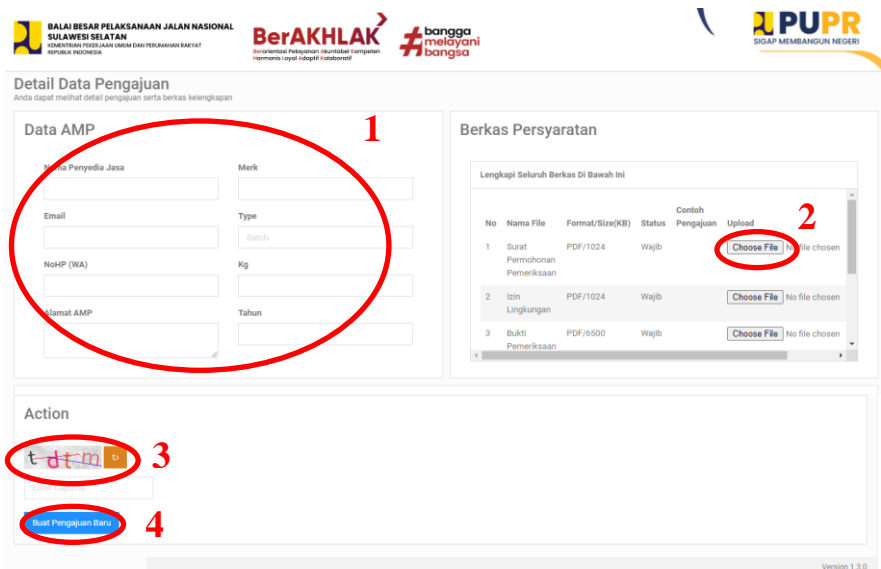 BALAI BESAR PELAKSANAAN JALAN NASIONAL
SULAWESI SELATAN
KEMENTRIAN PEKERJAAN UMUM DAN PERUMAHAN RAKYAT
REPUBLIK INDONESIA
BerAKHLAK
Berorientasi Pelayanan Akuntabel Kompeten
Harmonis Loyal Adaptif Kolaboratif
#bangga
melayani
bangsa
PUPR
SIGAP MEMBANGUN NEGERI
Detail Data Pengajuan
Anda dapat melihat detail pengajuan serta berkas kelengkapan
Data AMP
1
Nama Penyedia Jasa
Merk
Email
Type
Batch
NoHP (WA)
Kg
Alamat AMP
Tahun
Berkas Persyaratan
Lengkapi Seluruh Berkas Di Bawah Ini
2
No Nama File Format/Size(KB) Status Contoh Pengajuan Upload
1 Surat Permohonan Pemeriksaan PDF/1024 Wajib Choose File No file chosen
2 Izin Lingkungan PDF/1024 Wajib Choose File No file chosen
3 Bukti Pemeriksaan PDF/6500 Wajib Choose File No file chosen
Action
t d t m
3
Enter Captcha
Buat Pengajuan Baru
4
Version 1.3.0